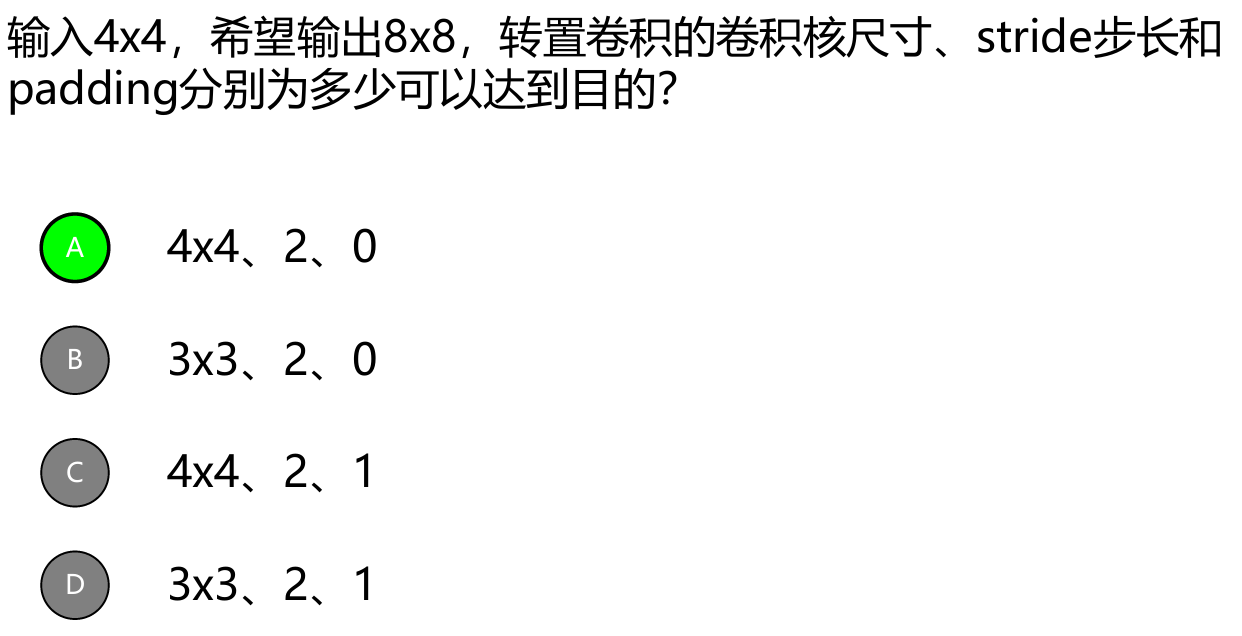 输入4x4，希望输出8x8，转置卷积的卷积核尺寸、stride步长和
padding分别为多少可以达到目的？
A 4x4、2、0
B 3x3、2、0
C 4x4、2、1
D 3x3、2、1